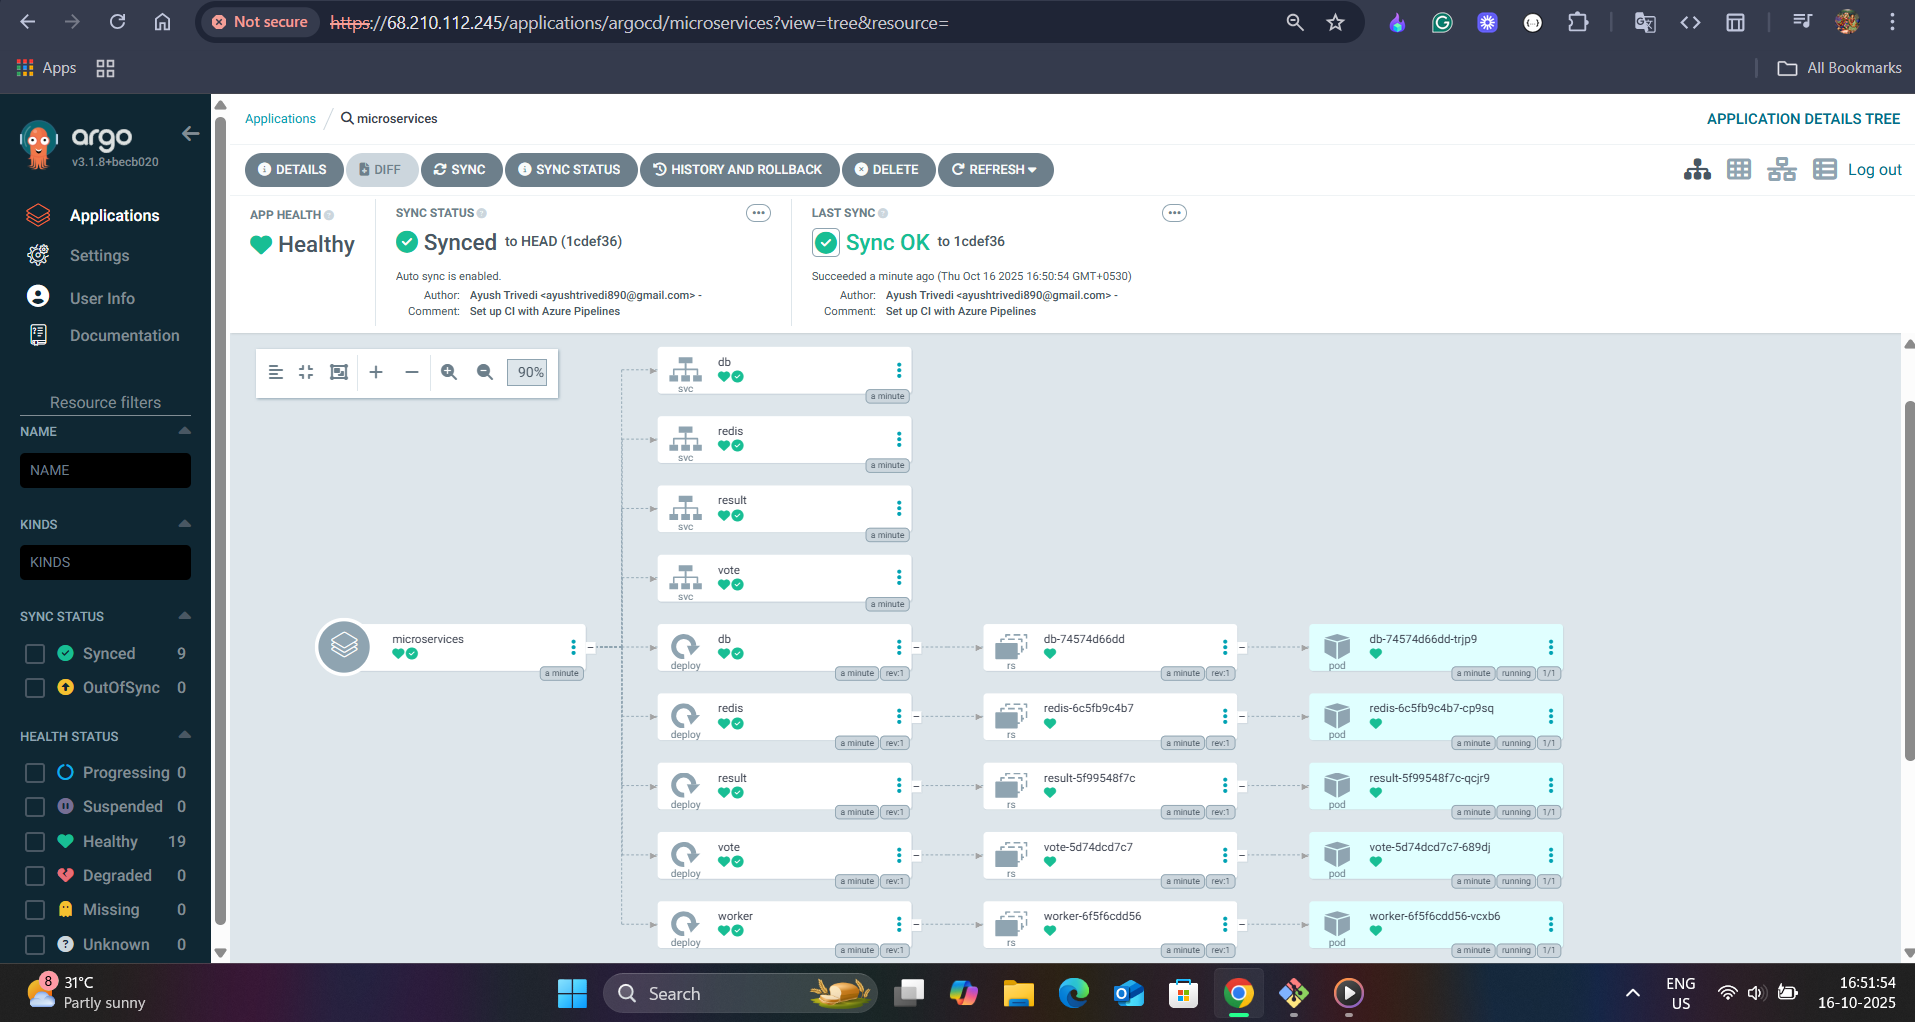 Not secure https://68.210.112.245/applications/argocd/microservices?view=tree&resource=
Apps
All Bookmarks
argo
v3.1.8+becb020
Applications
Settings
User Info
Documentation
Resource filters
NAME
NAME
KINDS
KINDS
SYNC STATUS
Synced 9
OutOfSync 0
HEALTH STATUS
Progressing 0
Suspended 0
Healthy 19
Degraded 0
Missing 0
Unknown 0
Applications / microservices
APPLICATION DETAILS TREE
DETAILS DIFF SYNC SYNC STATUS HISTORY AND ROLLBACK DELETE REFRESH
Log out
APP HEALTH
Healthy
SYNC STATUS
Synced to HEAD (1cdef36)
Auto sync is enabled.
Author: Ayush Trivedi <ayushtrivedi890@gmail.com> -
Comment: Set up CI with Azure Pipelines
LAST SYNC
Sync OK to 1cdef36
Succeeded a minute ago (Thu Oct 16 2025 16:50:54 GMT+0530)
Author: Ayush Trivedi <ayushtrivedi890@gmail.com> -
Comment: Set up CI with Azure Pipelines
90%
microservices
a minute
db
svc
a minute
redis
svc
a minute
result
svc
a minute
vote
svc
a minute
db
deploy
a minute rev:1
db-74574d66dd
rs
a minute rev:1
db-74574d66dd-trjp9
pod
a minute running 1/1
redis
deploy
a minute rev:1
redis-6c5fb9c4b7
rs
a minute rev:1
redis-6c5fb9c4b7-cp9sq
pod
a minute running 1/1
result
deploy
a minute rev:1
result-5f99548f7c
rs
a minute rev:1
result-5f99548f7c-qcjr9
pod
a minute running 1/1
vote
deploy
a minute rev:1
vote-5d74dcd7c7
rs
a minute rev:1
vote-5d74dcd7c7-689dj
pod
a minute running 1/1
worker
deploy
a minute rev:1
worker-6f5f6cdd56
rs
a minute rev:1
worker-6f5f6cdd56-vcxb6
pod
a minute running 1/1
8
31°C
Partly sunny
Search
ENG
US
16:51:54
16-10-2025